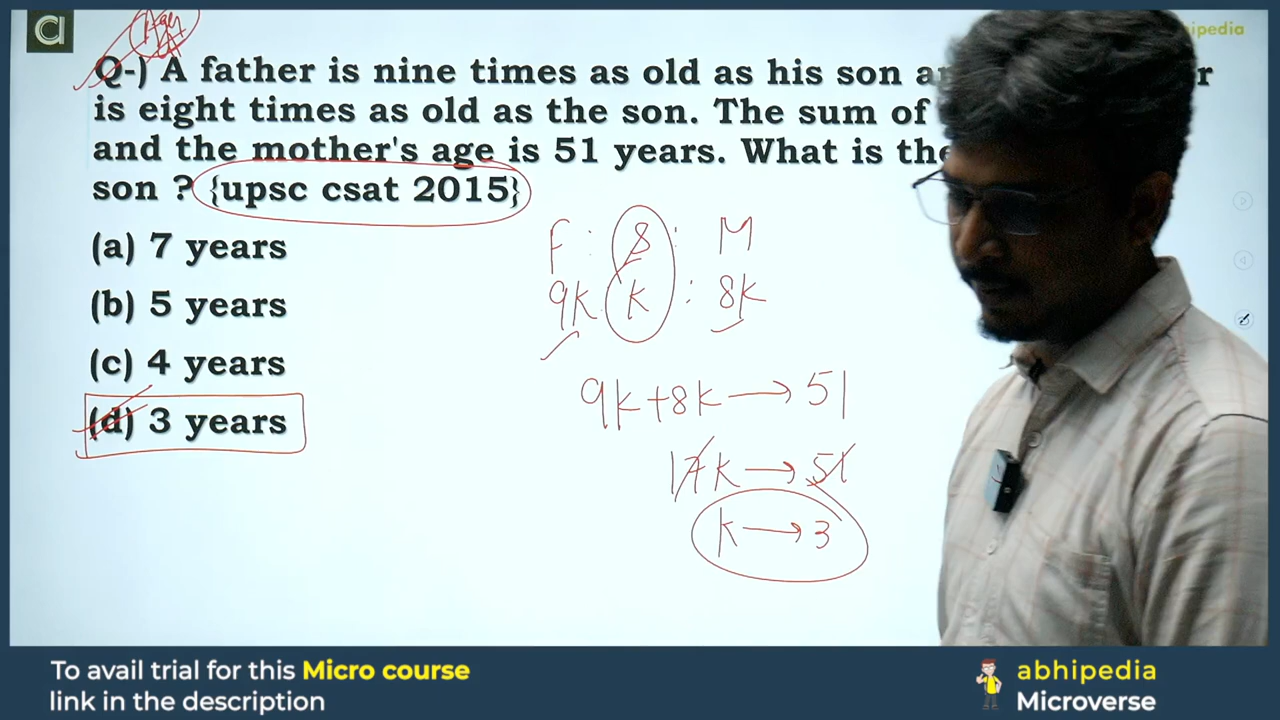 Age
Q-) A father is nine times as old as his son
is eight times as old as the son. The sum of
and the mother's age is 51 years. What is the
son ? {upsc csat 2015}
(a) 7 years
(b) 5 years
(c) 4 years
(d) 3 years
F : S : M
9k k : 8k
9k+8k → 51
17k → 51
k → 3
To avail trial for this Micro course
link in the description
abhipedia
Microverse